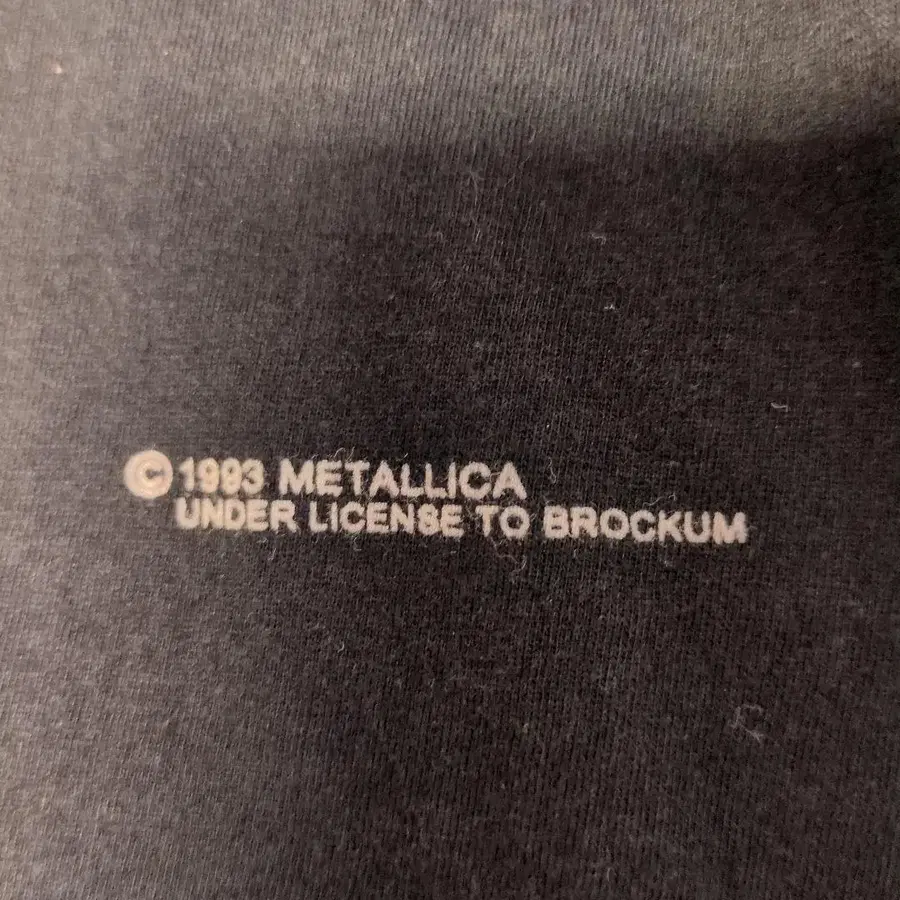 © 1993 METALLICA
UNDER LICENSE TO BROCKUM